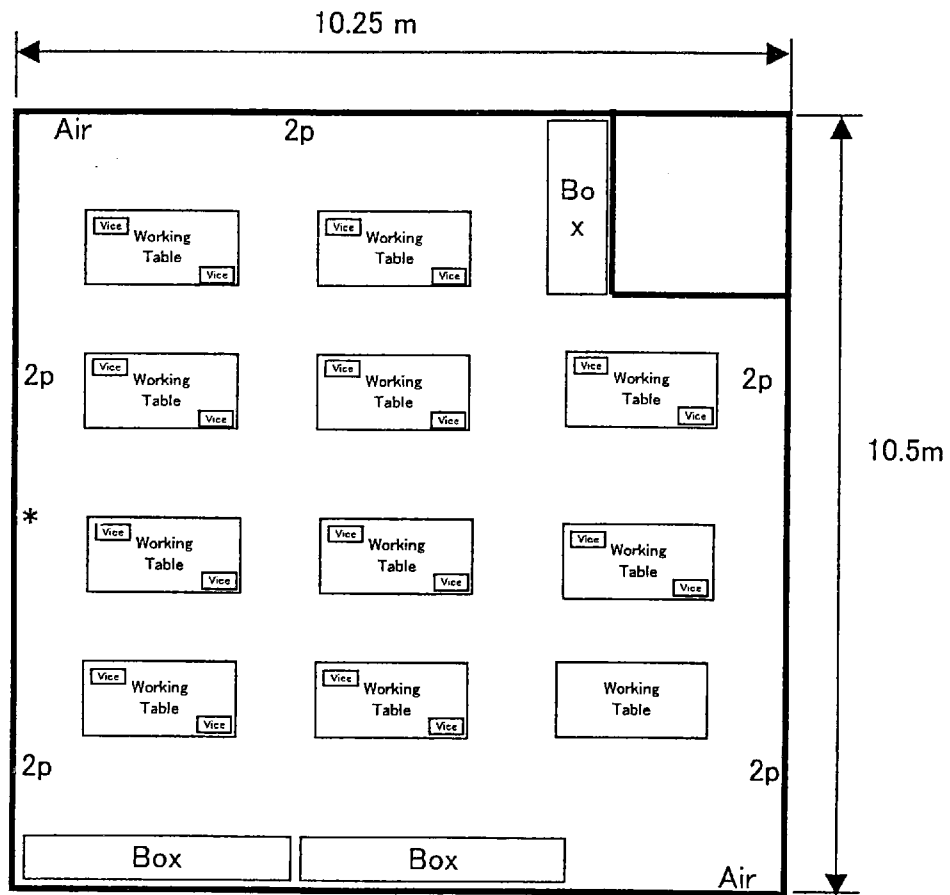 10.25 m
Air
2p
Bo
x
Vice
Working
Table
Vice
Vice
Working
Table
Vice
2p
Vice
Working
Table
Vice
Vice
Working
Table
Vice
Vice
Working
Table
Vice
2p
10.5m
*
Vice
Working
Table
Vice
Vice
Working
Table
Vice
Vice
Working
Table
Vice
Vice
Working
Table
Vice
Vice
Working
Table
Vice
Working
Table
2p
2p
Box
Box
Air